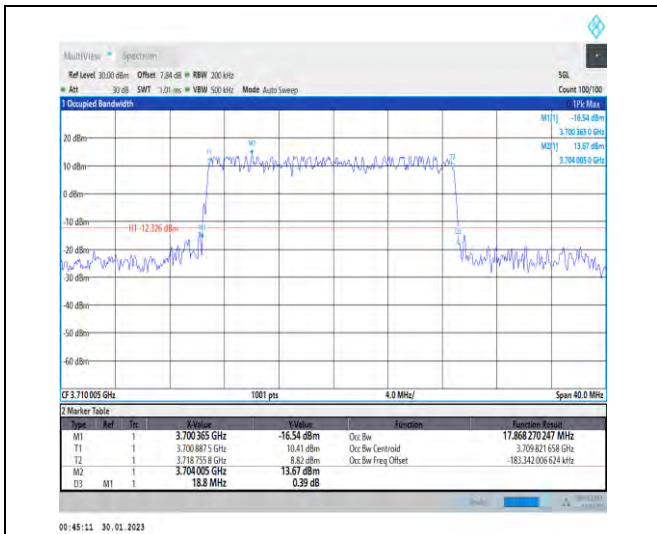 MultiView Spectrum
Ref Level 30.00 dBm Offset 7.84 dB RBW 200 kHz SGL
Att 30 dB SWT 1.01 ms VBW 500 kHz Mode Auto Sweep Count 100/100
1 Occupied Bandwidth 1Pk Max
M1[1] -16.54 dBm
3.700 365 0 GHz
M2[1] 13.67 dBm
3.704 005 0 GHz
20 dBm
10 dBm
0 dBm
-10 dBm
H1 -12.326 dBm
-20 dBm
-30 dBm
-40 dBm
-50 dBm
-60 dBm
T1
M2
T2
M1
D3
CF 3.710 005 GHz 1001 pts 4.0 MHz/ Span 40.0 MHz
2 Marker Table
Type Ref Trc X-Value Y-Value Function Function Result
M1 1 3.700 365 GHz -16.54 dBm Occ Bw 17.868 270 247 MHz
T1 1 3.700 887 5 GHz 10.41 dBm Occ Bw Centroid 3.709 821 658 GHz
T2 1 3.718 755 8 GHz 8.82 dBm Occ Bw Freq Offset -183.342 006 624 kHz
M2 1 3.704 005 GHz 13.67 dBm
D3 M1 1 18.8 MHz 0.39 dB
00:45:11 30.01.2023